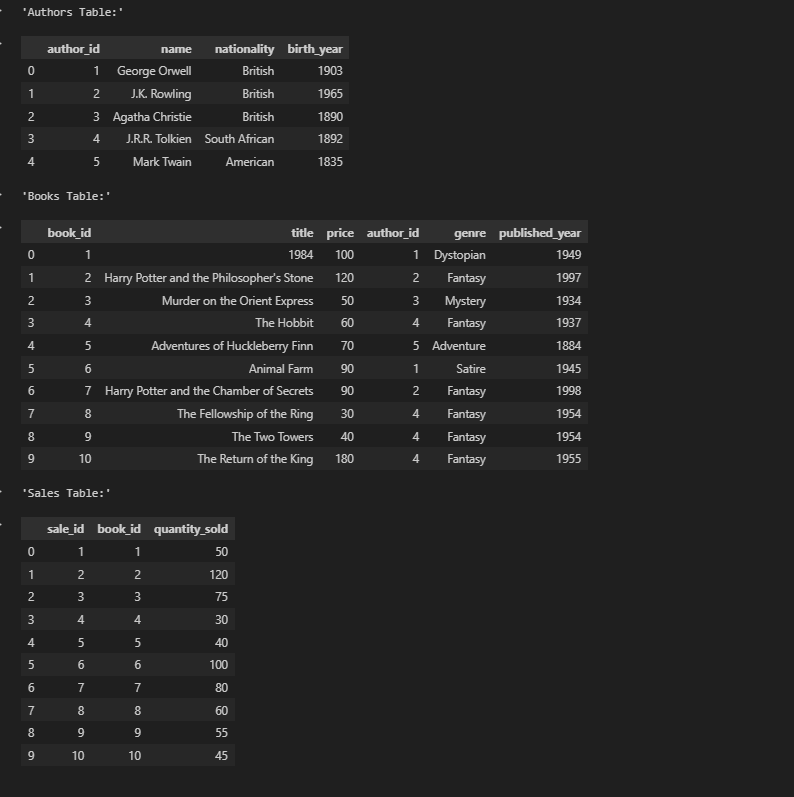 'Authors Table:'
author_id name nationality birth_year
0 1 George Orwell British 1903
1 2 J.K. Rowling British 1965
2 3 Agatha Christie British 1890
3 4 J.R.R. Tolkien South African 1892
4 5 Mark Twain American 1835
'Books Table:'
book_id title price author_id genre published_year
0 1 1984 100 1 Dystopian 1949
1 2 Harry Potter and the Philosopher's Stone 120 2 Fantasy 1997
2 3 Murder on the Orient Express 50 3 Mystery 1934
3 4 The Hobbit 60 4 Fantasy 1937
4 5 Adventures of Huckleberry Finn 70 5 Adventure 1884
5 6 Animal Farm 90 1 Satire 1945
6 7 Harry Potter and the Chamber of Secrets 90 2 Fantasy 1998
7 8 The Fellowship of the Ring 30 4 Fantasy 1954
8 9 The Two Towers 40 4 Fantasy 1954
9 10 The Return of the King 180 4 Fantasy 1955
'Sales Table:'
sale_id book_id quantity_sold
0 1 1 50
1 2 2 120
2 3 3 75
3 4 4 30
4 5 5 40
5 6 6 100
6 7 7 80
7 8 8 60
8 9 9 55
9 10 10 45